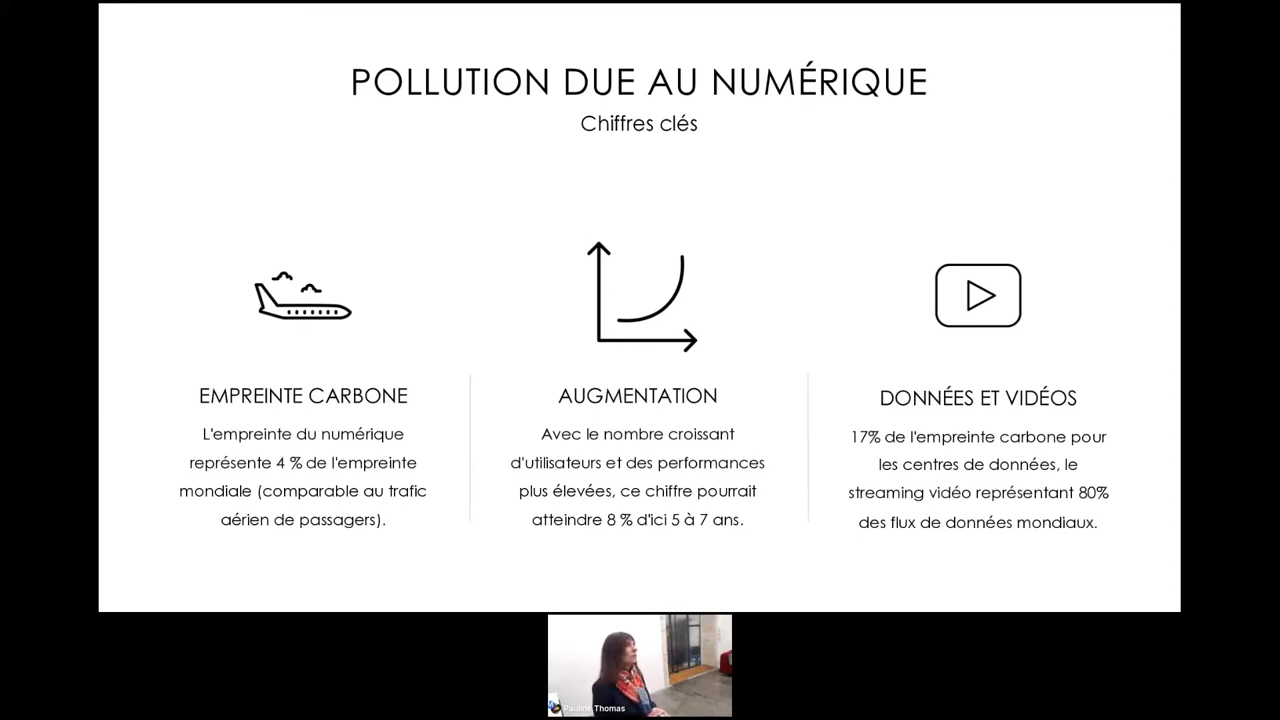 POLLUTION DUE AU NUMÉRIQUE
Chiffres clés
EMPREINTE CARBONE
L'empreinte du numérique
représente 4 % de l'empreinte
mondiale (comparable au trafic
aérien de passagers).
AUGMENTATION
Avec le nombre croissant
d'utilisateurs et des performances
plus élevées, ce chiffre pourrait
atteindre 8 % d'ici 5 à 7 ans.
DONNÉES ET VIDÉOS
17% de l'empreinte carbone pour
les centres de données, le
streaming vidéo représentant 80%
des flux de données mondiaux.
Pauline Thomas